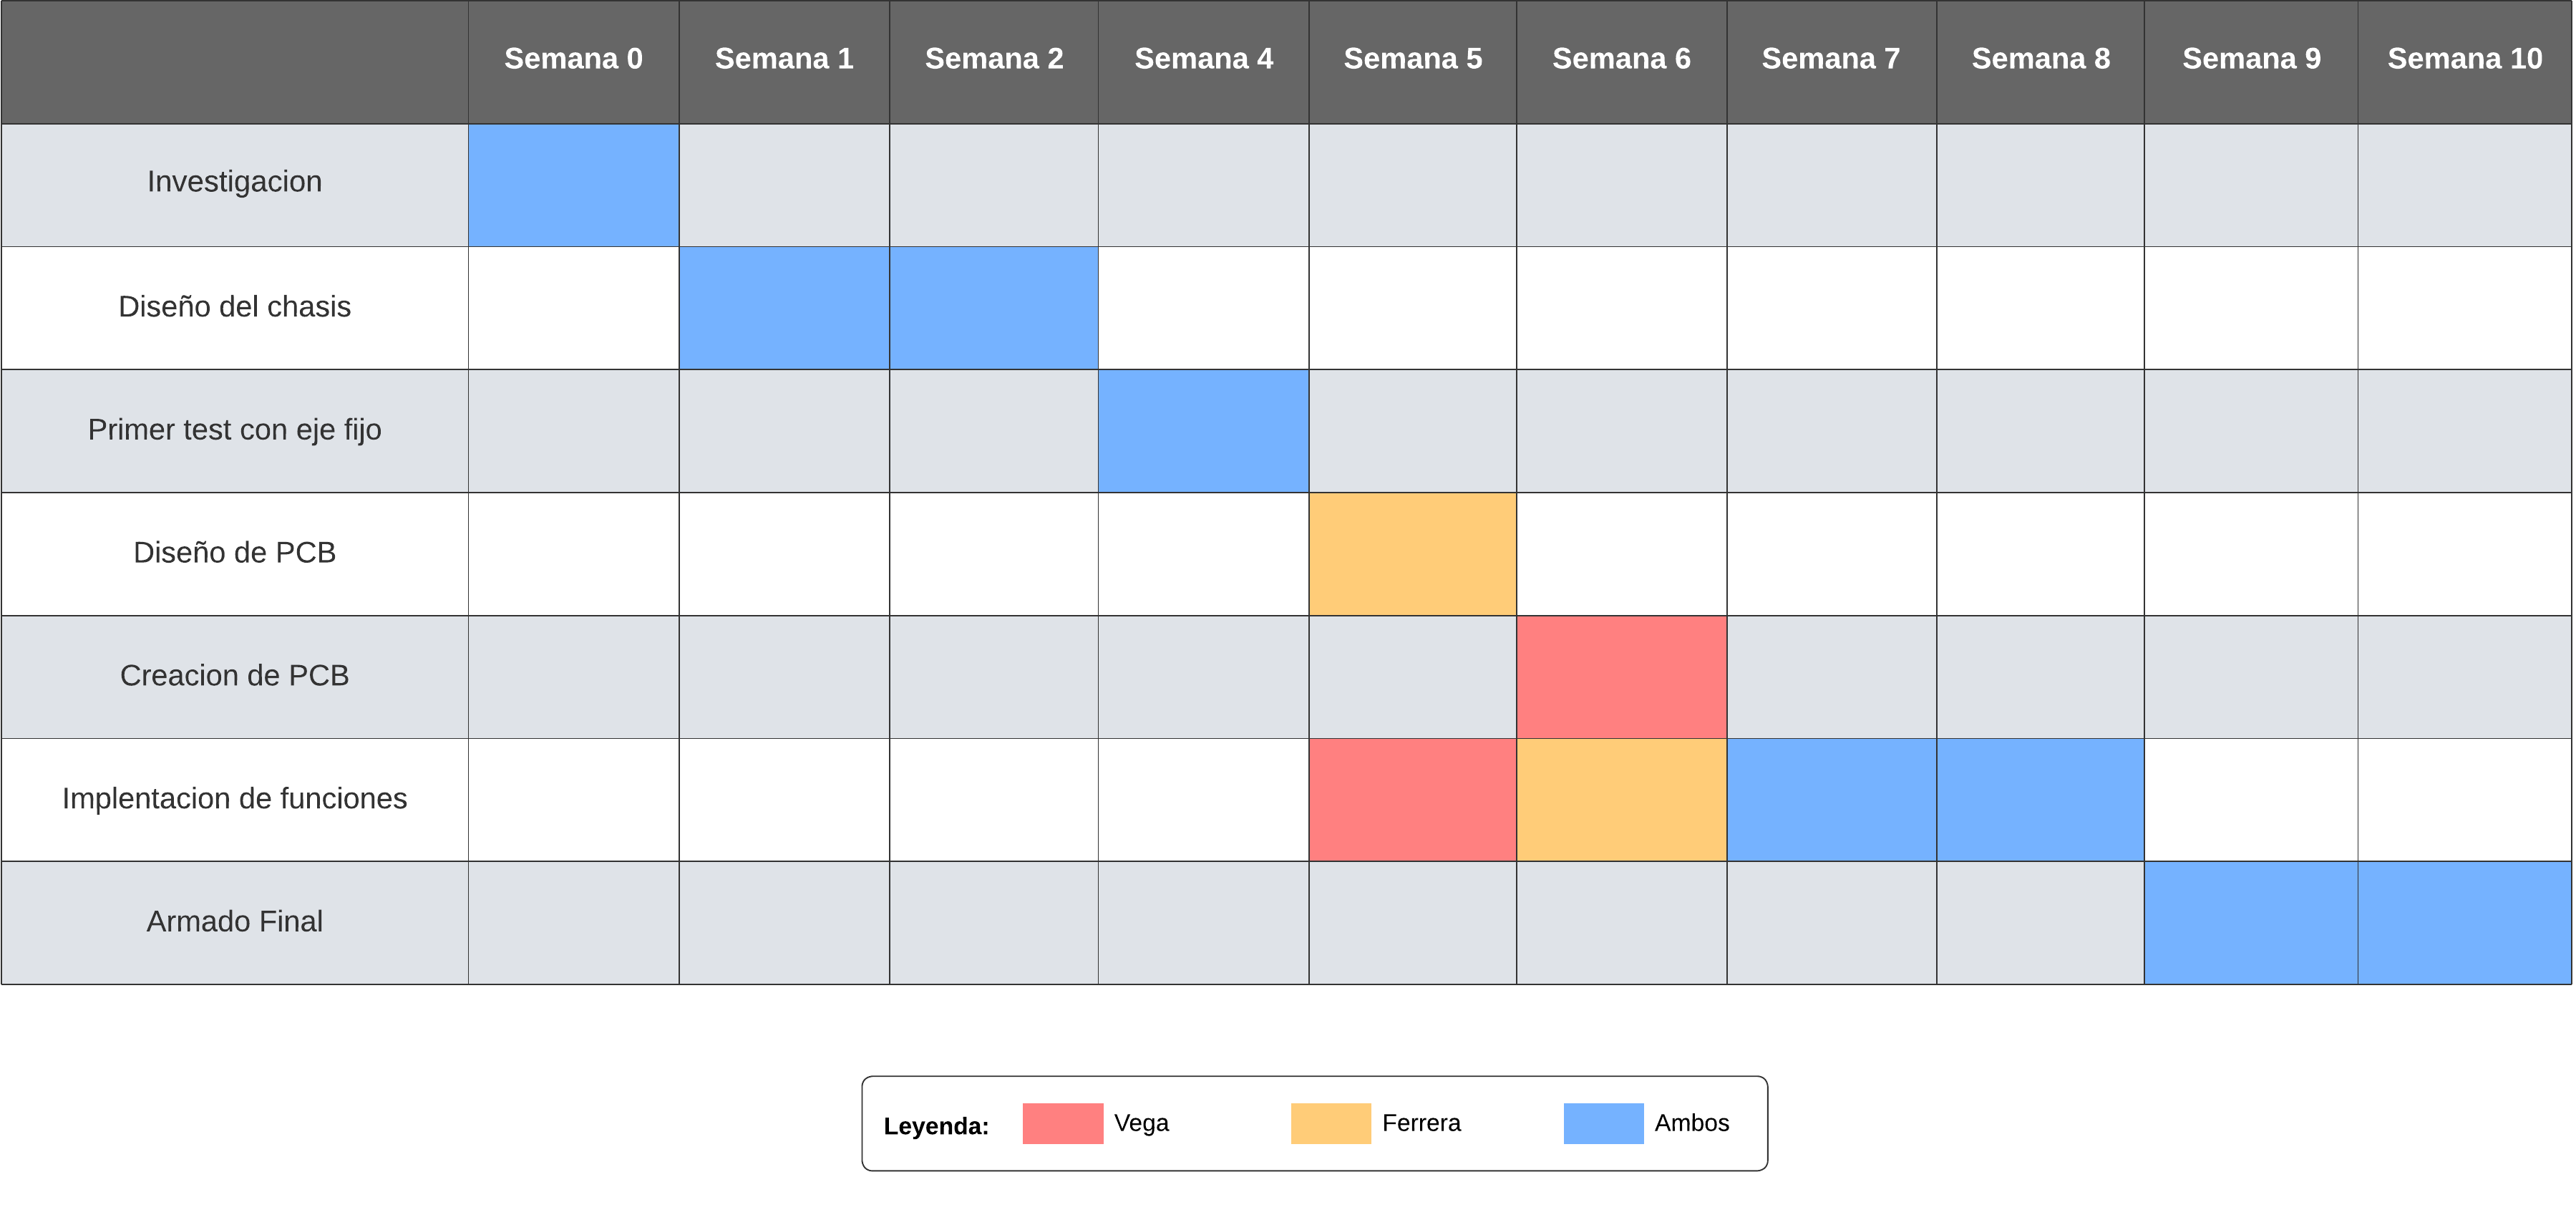 Semana 0 Semana 1 Semana 2 Semana 4 Semana 5 Semana 6 Semana 7 Semana 8 Semana 9 Semana 10
Investigacion
Diseño del chasis
Primer test con eje fijo
Diseño de PCB
Creacion de PCB
Implentacion de funciones
Armado Final
Leyenda: Vega Ferrera Ambos